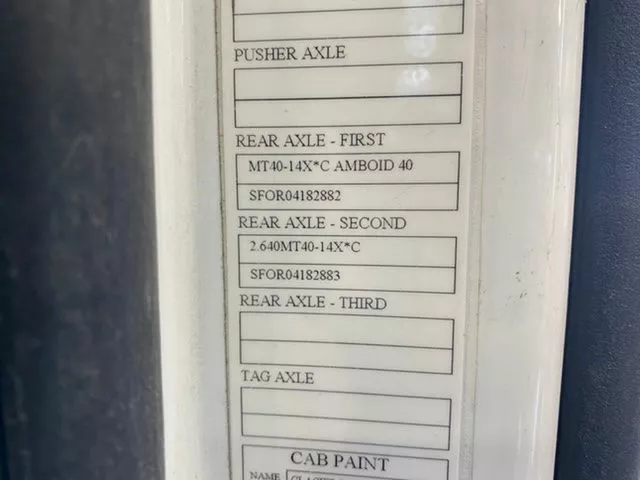 PUSHER AXLE
REAR AXLE - FIRST
MT40-14X*C AMBOID 40
SFOR04182882
REAR AXLE - SECOND
2.640MT40-14X*C
SFOR04182883
REAR AXLE - THIRD
TAG AXLE
CAB PAINT
NAME